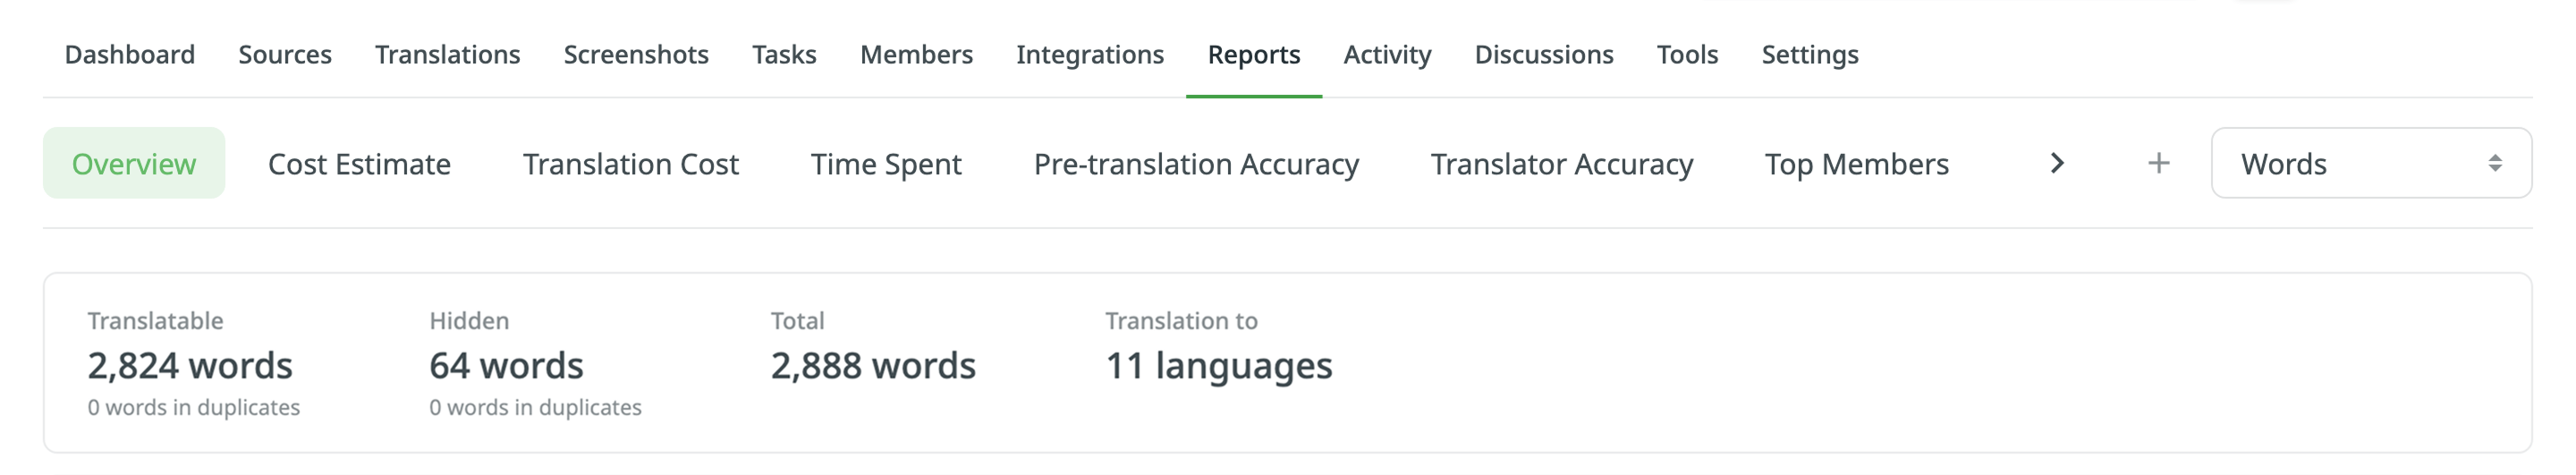 Dashboard Sources Translations Screenshots Tasks Members Integrations Reports Activity Discussions Tools Settings
Overview Cost Estimate Translation Cost Time Spent Pre-translation Accuracy Translator Accuracy Top Members Words
Translatable Hidden Total Translation to
2,824 words 64 words 2,888 words 11 languages
0 words in duplicates 0 words in duplicates